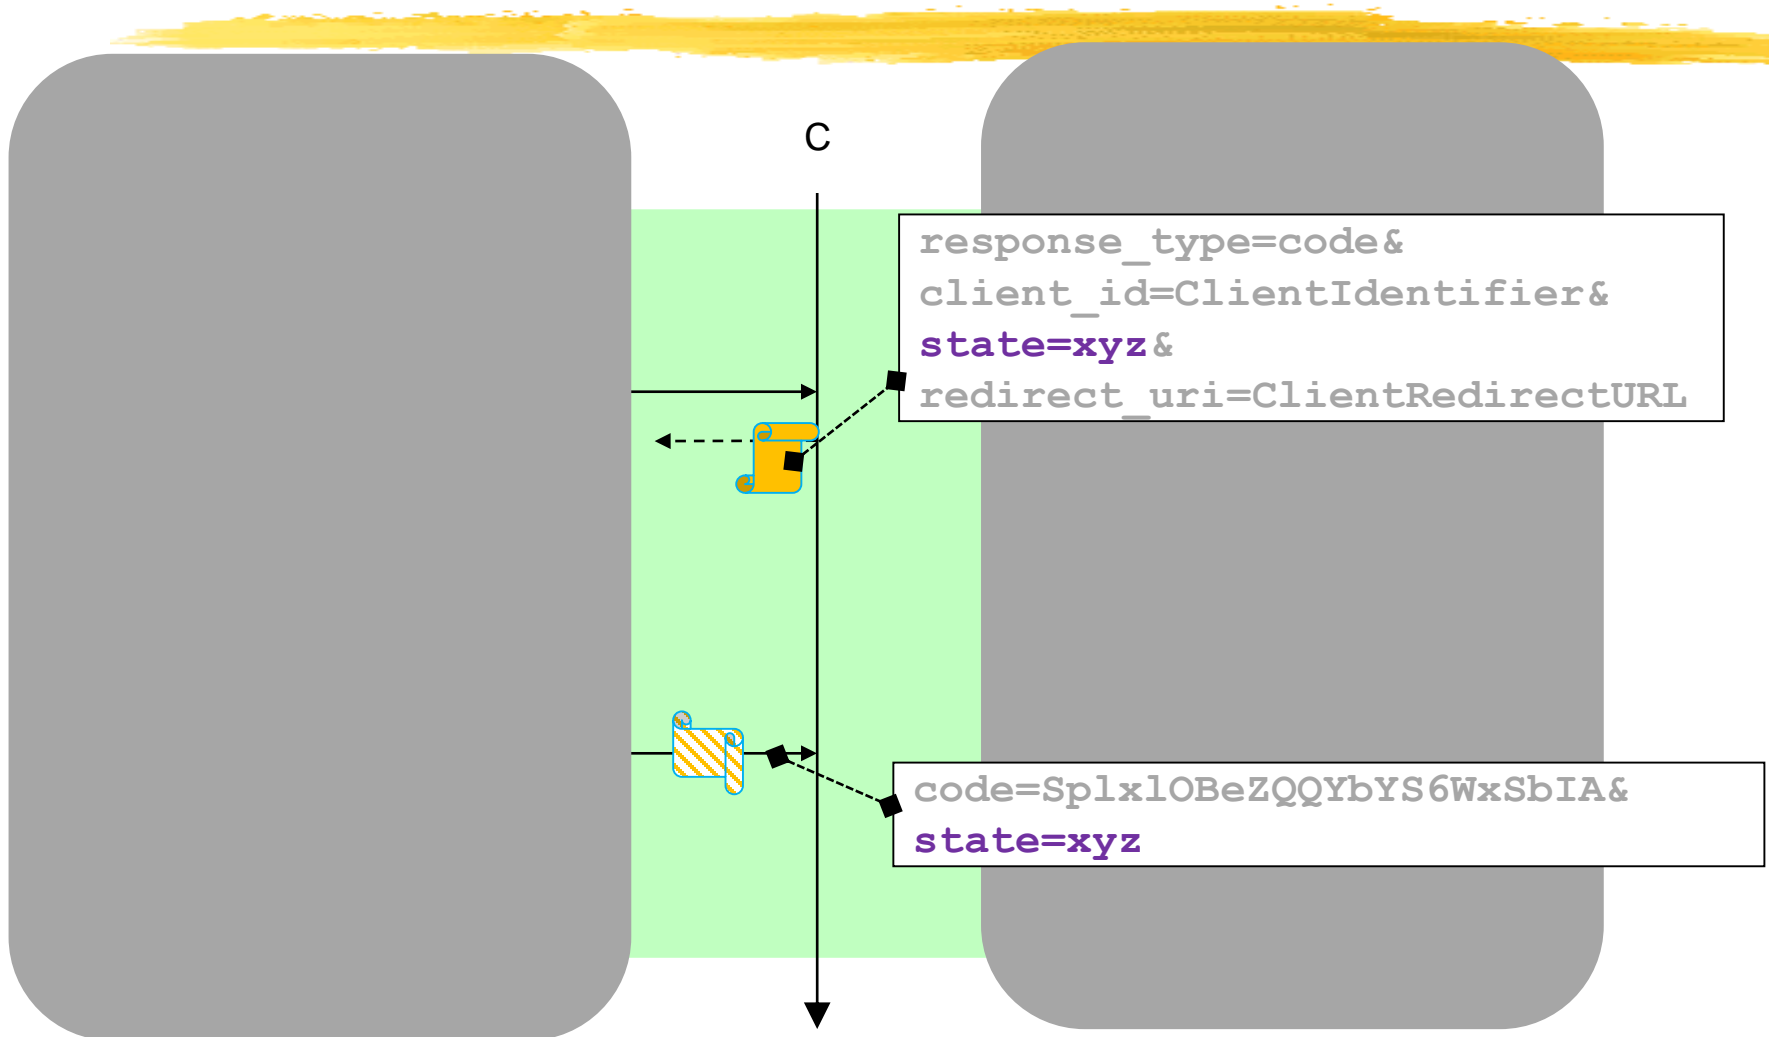 C
response_type=code&
client_id=ClientIdentifier&
state=xyz&
redirect_uri=ClientRedirectURL
code=SplxlOBeZQQYbYS6WxSbIA&
state=xyz